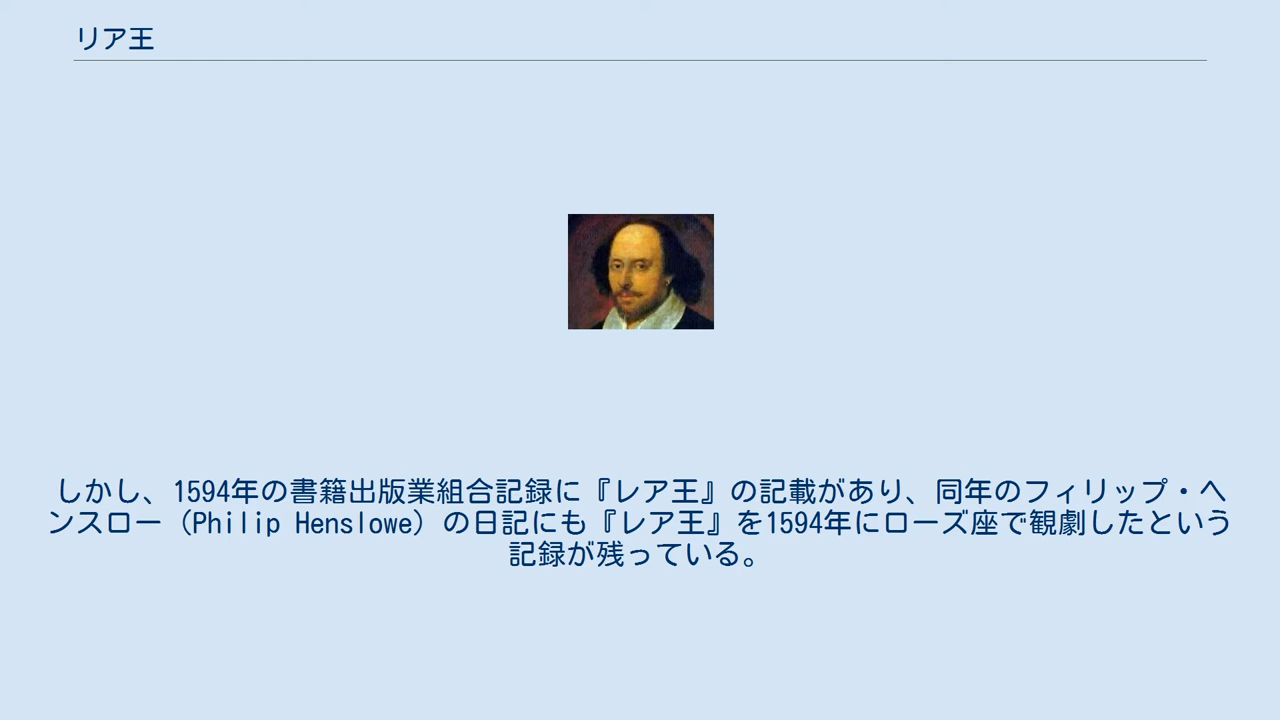 リア王
しかし、1594年の書籍出版業組合記録に『レア王』の記載があり、同年のフィリップ・ヘ
ンスロー（Philip Henslowe）の日記にも『レア王』を1594年にローズ座で観劇したという
記録が残っている。